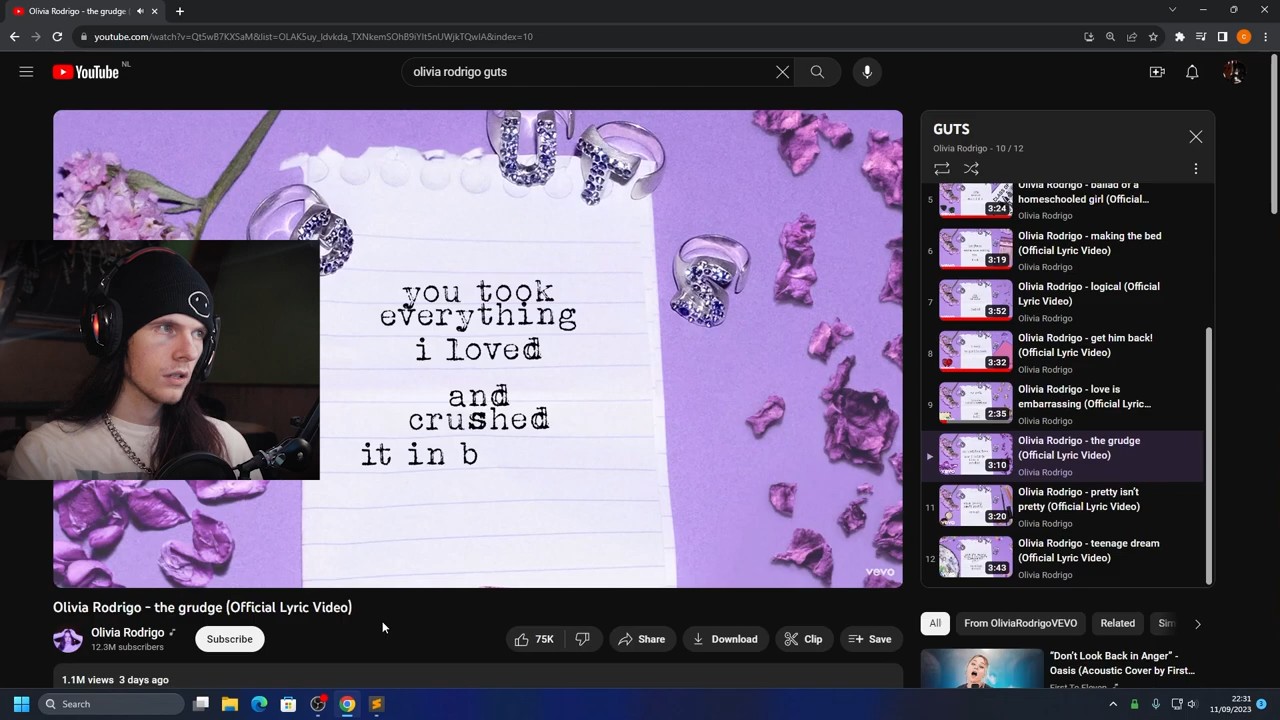 Olivia Rodrigo - the grudge
youtube.com/watch?v=Qt5wB7KXSaM&list=OLAK5uy_ldvkda_TXNkemSOhB9iYIt5nUWjkTQwIA&index=10
YouTube NL
olivia rodrigo guts
C
you took
everything
i loved
and
crushed
it in b
vevo
GUTS
Olivia Rodrigo - 10 / 12
5
Olivia Rodrigo - ballad of a
homeschooled girl (Official...
3:24
Olivia Rodrigo
6
Olivia Rodrigo - making the bed
(Official Lyric Video)
3:19
Olivia Rodrigo
7
Olivia Rodrigo - logical (Official
Lyric Video)
3:52
Olivia Rodrigo
8
Olivia Rodrigo - get him back!
(Official Lyric Video)
3:32
Olivia Rodrigo
9
Olivia Rodrigo - love is
embarrassing (Official Lyric...
2:35
Olivia Rodrigo
Olivia Rodrigo - the grudge
(Official Lyric Video)
3:10
Olivia Rodrigo
11
Olivia Rodrigo - pretty isn't
pretty (Official Lyric Video)
3:20
Olivia Rodrigo
12
Olivia Rodrigo - teenage dream
(Official Lyric Video)
3:43
Olivia Rodrigo
Olivia Rodrigo - the grudge (Official Lyric Video)
Olivia Rodrigo
12.3M subscribers
Subscribe
75K
Share
Download
Clip
Save
1.1M views 3 days ago
All
From OliviaRodrigoVEVO
Related
Sim
“Don't Look Back in Anger” -
Oasis (Acoustic Cover by First...
First To Eleven
Search
22:31
11/09/2023
3